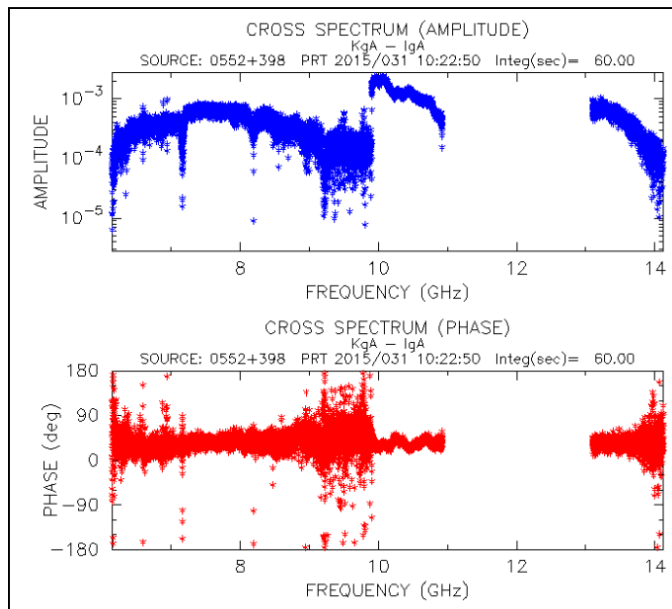 CROSS SPECTRUM (AMPLITUDE)
KgA – IgA
SOURCE: 0552+398 PRT 2015/031 10:22:50 Integ(sec)= 60.00
10⁻³
10⁻⁴
10⁻⁵
AMPLITUDE
8 10 12 14
FREQUENCY (GHz)
CROSS SPECTRUM (PHASE)
KgA – IgA
SOURCE: 0552+398 PRT 2015/031 10:22:50 Integ(sec)= 60.00
180
90
0
-90
-180
PHASE (deg)
8 10 12 14
FREQUENCY (GHz)